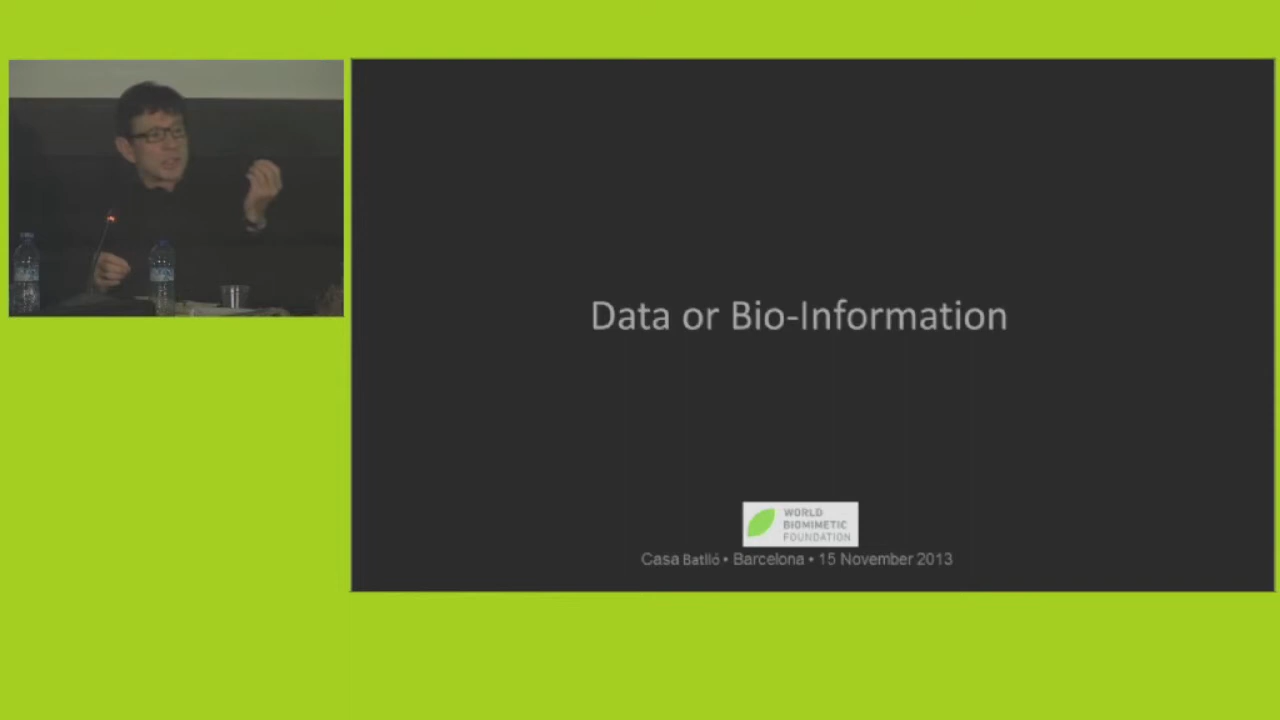 Data or Bio-Information
WORLD
BIOMIMETIC
FOUNDATION
Casa Batlló • Barcelona • 15 November 2013